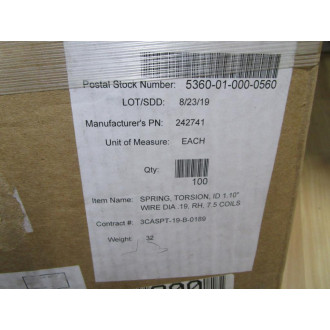 Postal Stock Number: 5360-01-000-0560
LOT/SDD: 8/23/19
Manufacturer's PN: 242741
Unit of Measure: EACH
Qty:
100
Item Name: SPRING, TORSION, ID 1.10"
WIRE DIA .19, RH, 7.5 COILS
Contract #: 3CASPT-19-B-0169
Weight: 32